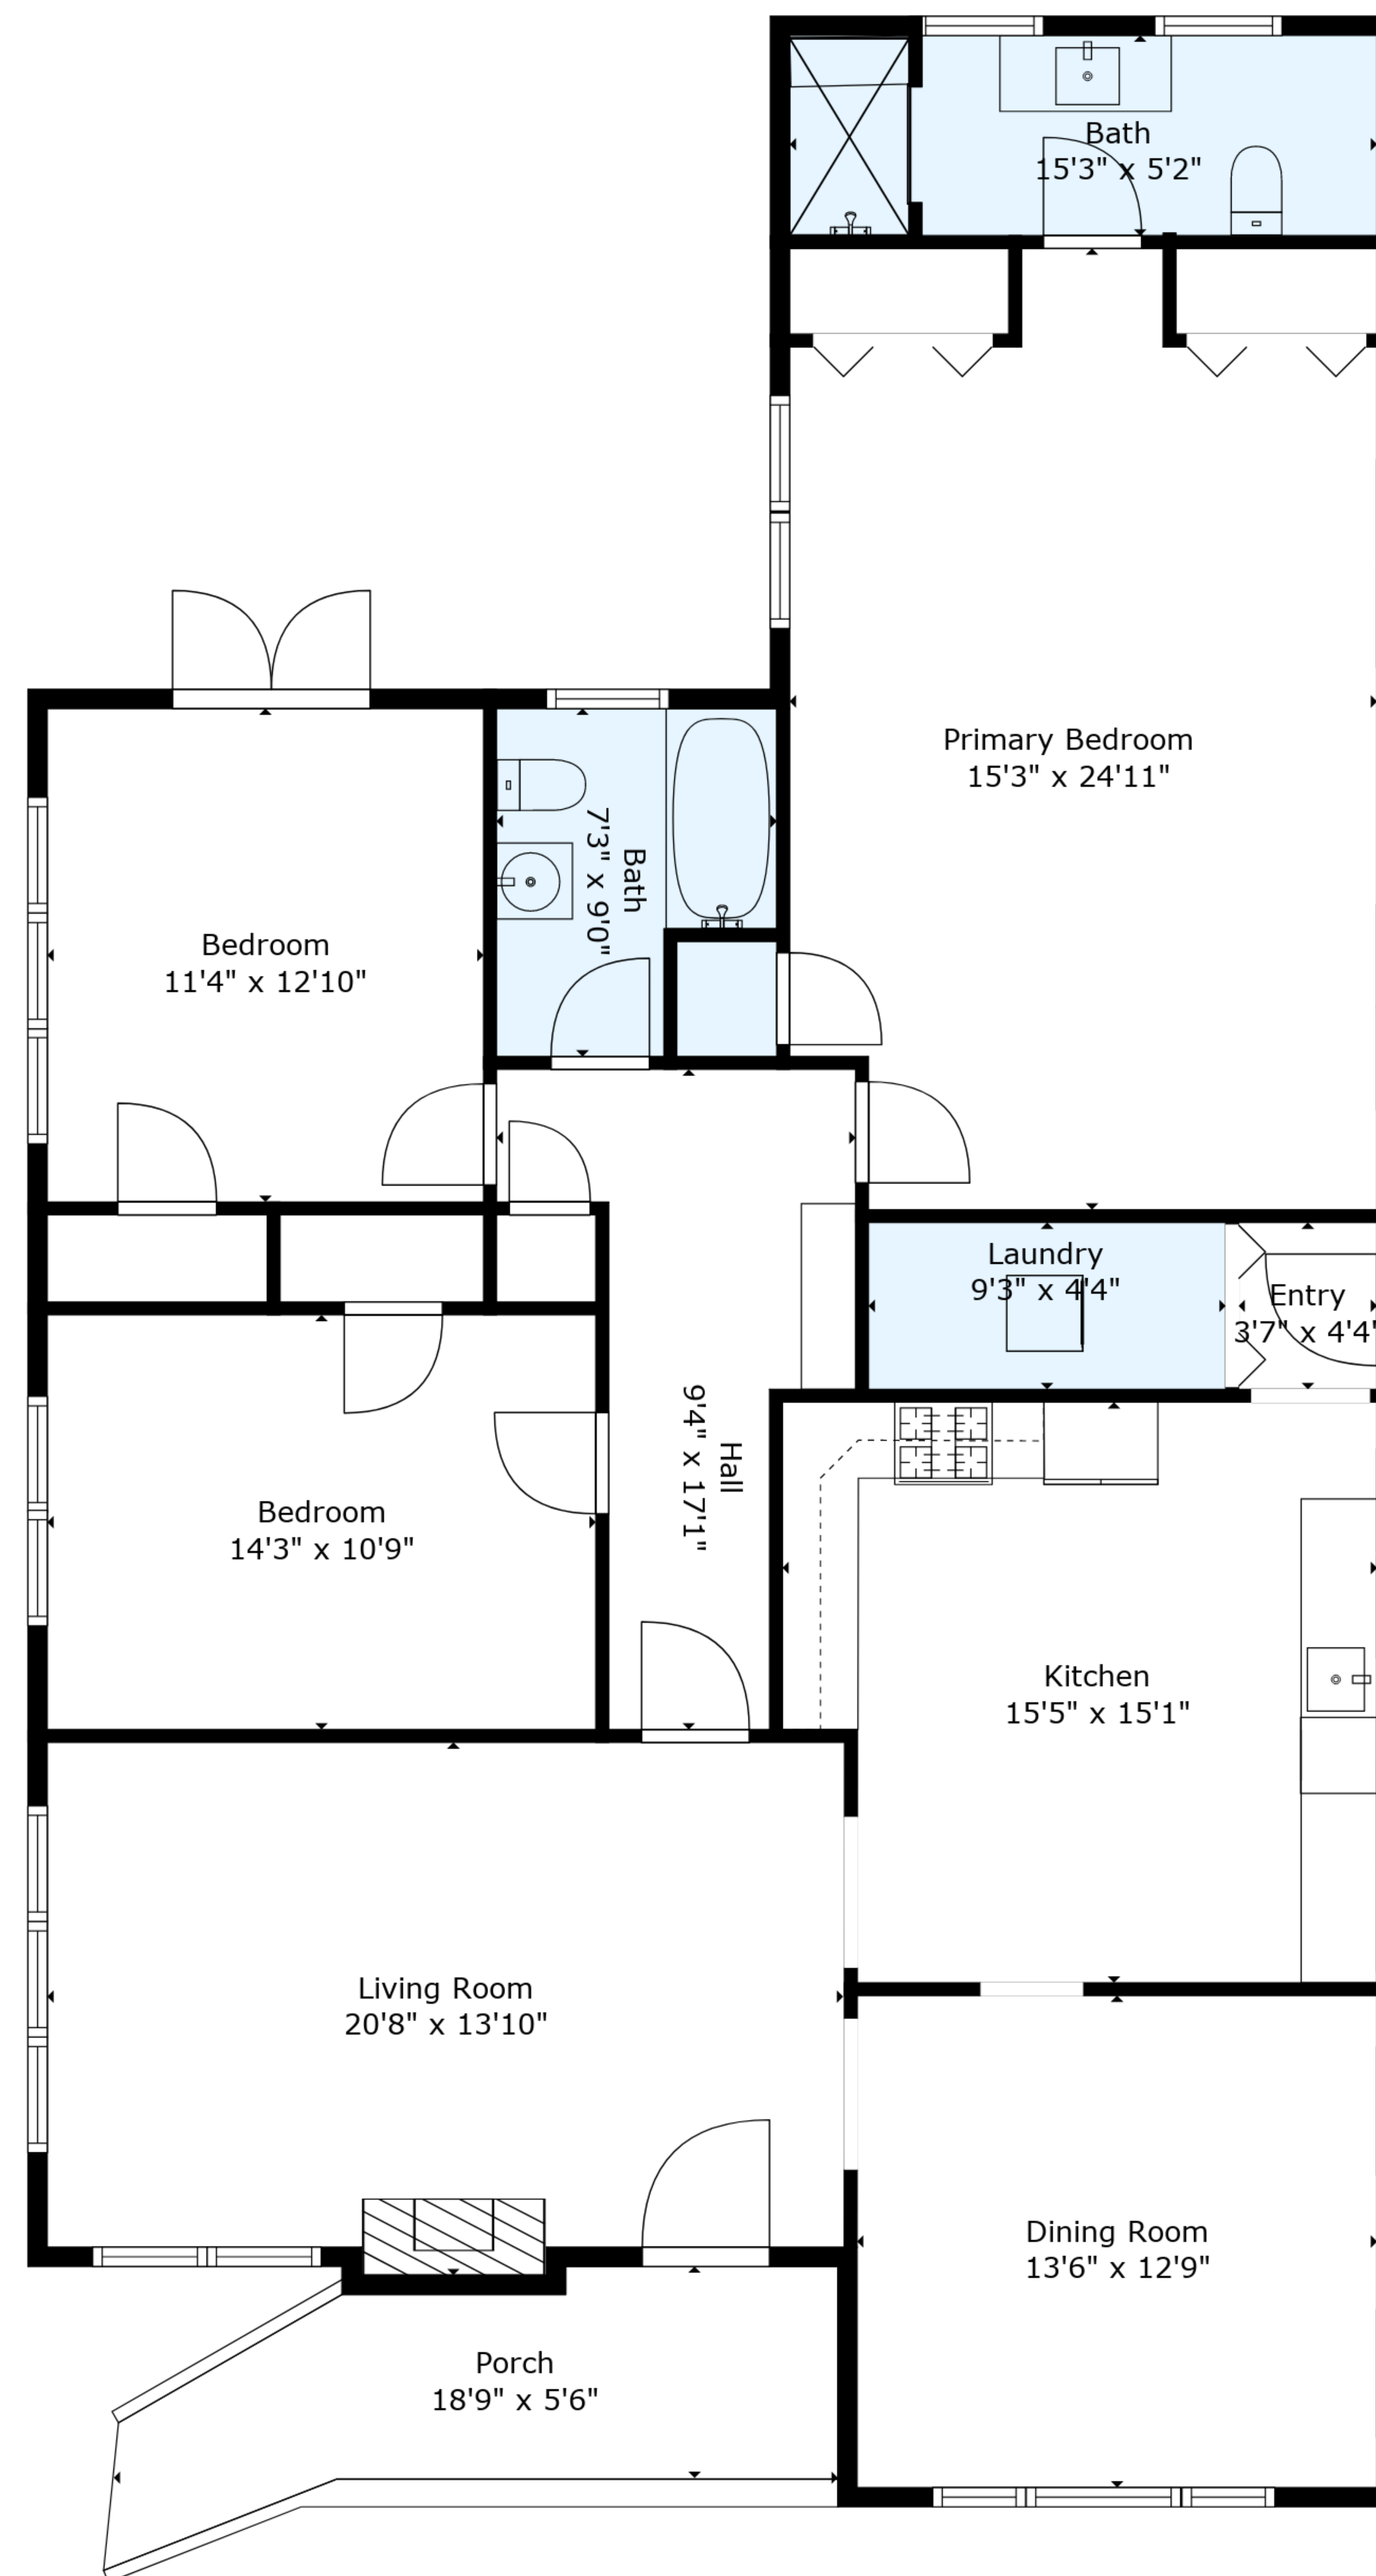 Bath
15'3" x 5'2"
Primary Bedroom
15'3" x 24'11"
Bath
7'3" x 9'0"
Bedroom
11'4" x 12'10"
Laundry
9'3" x 4'4"
Entry
3'7" x 4'4"
Hall
9'4" x 17'1"
Bedroom
14'3" x 10'9"
Kitchen
15'5" x 15'1"
Living Room
20'8" x 13'10"
Dining Room
13'6" x 12'9"
Porch
18'9" x 5'6"